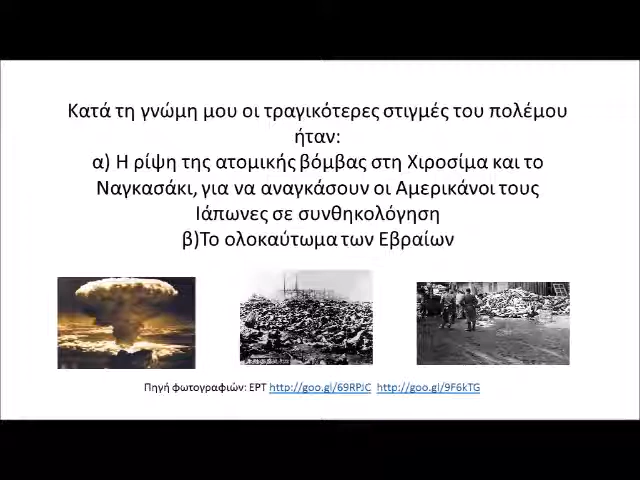 Κατά τη γνώμη μου οι τραγικότερες στιγμές του πολέμου
ήταν:
α) Η ρίψη της ατομικής βόμβας στη Χιροσίμα και το
Ναγκασάκι, για να αναγκάσουν οι Αμερικάνοι τους
Ιάπωνες σε συνθηκολόγηση
β)Το ολοκαύτωμα των Εβραίων
Πηγή φωτογραφιών: ΕΡΤ http://goo.gl/69RPJC http://goo.gl/9F6kTG